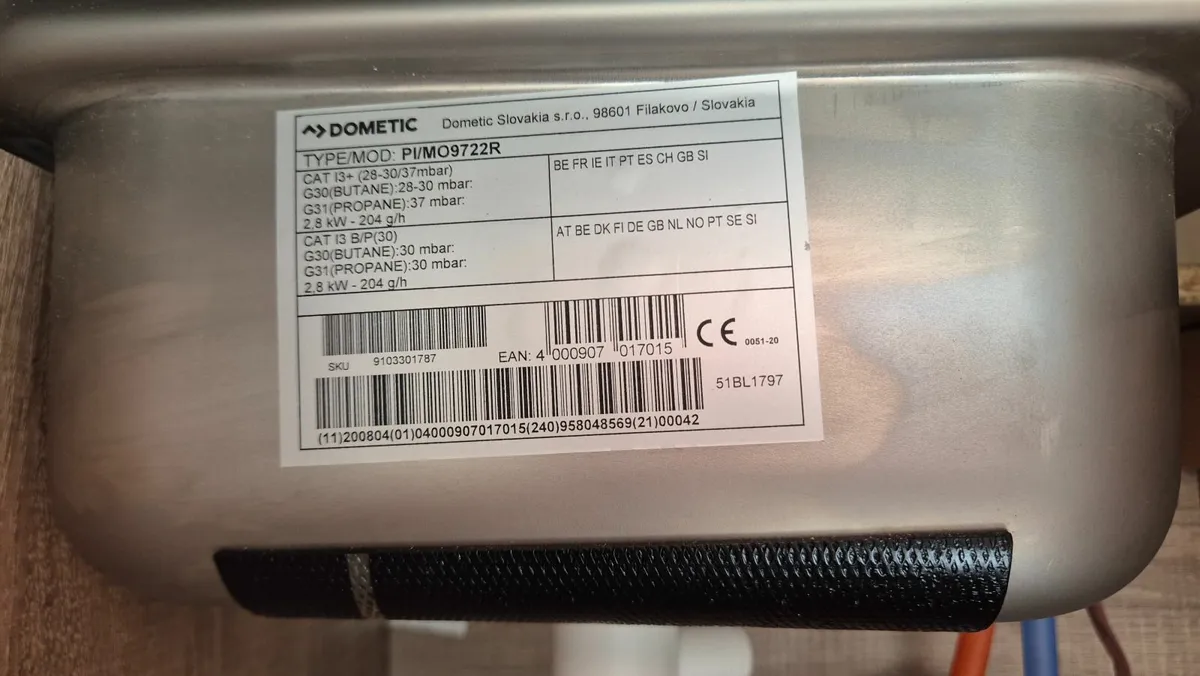 DOMETIC Dometic Slovakia s.r.o., 98601 Filakovo / Slovakia
TYPE/MOD: PI/MO9722R
CAT I3+ (28-30/37mbar)
G30(BUTANE):28-30 mbar:
G31(PROPANE):37 mbar:
2,8 kW - 204 g/h
BE FR IE IT PT ES CH GB SI
CAT I3 B/P(30)
G30(BUTANE):30 mbar:
G31(PROPANE):30 mbar:
2,8 kW - 204 g/h
AT BE DK FI DE GB NL NO PT SE SI
SKU 9103301787
EAN: 4 000907 017015
CE 0051-20
51BL1797
(11)200804(01)04000907017015(240)958048569(21)00042